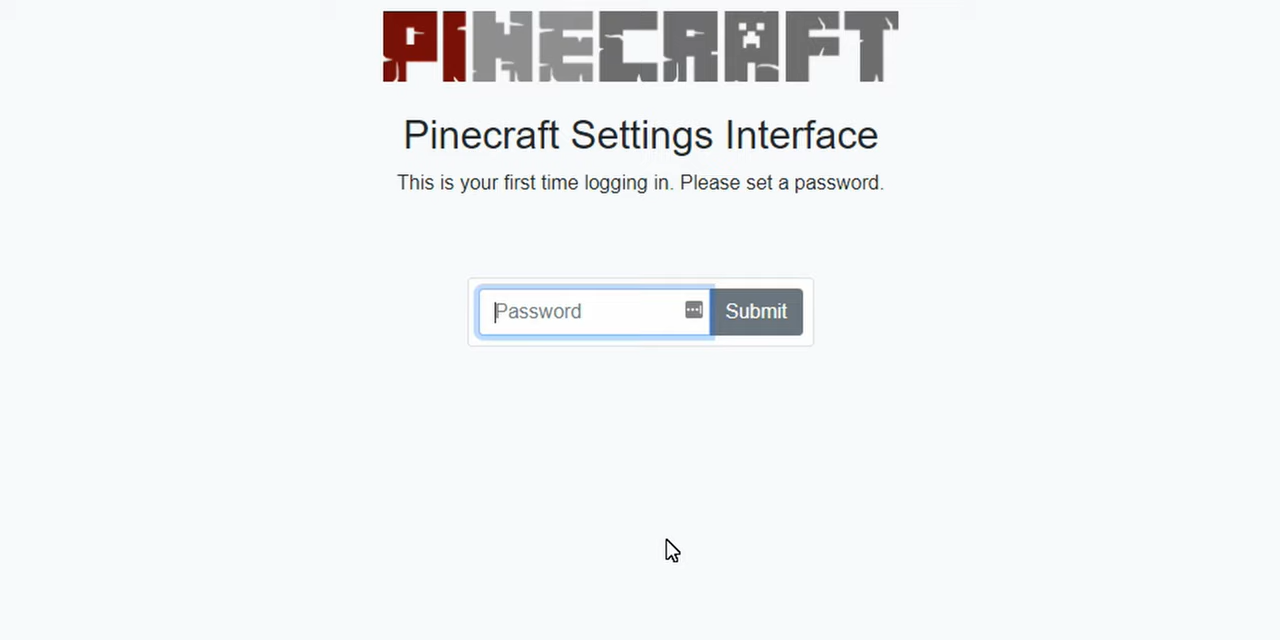 PINECRAFT
Pinecraft Settings Interface
This is your first time logging in. Please set a password.
Password
Submit